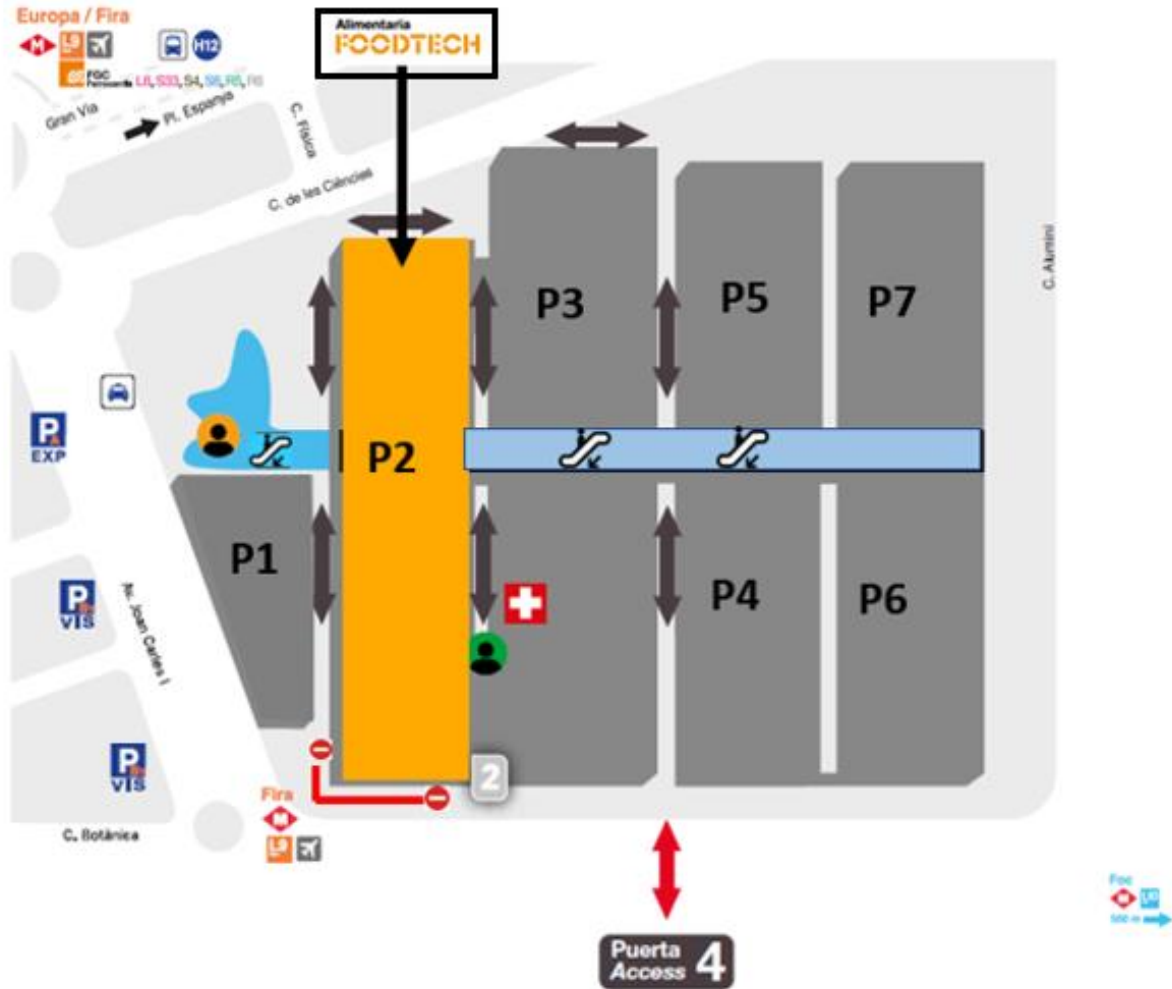 Europa / Fira
M L9
H12
FGC
L8, S33, S4, S8, R5, R6
Alimentaria
FOODTECH
Gran Via
Pl. Espanya
C. Física
C. de les Ciències
C. Alumini
P3
P5
P7
P
EXP
P2
P1
P4
P6
P
VIS
Av. Joan Carles I
P
VIS
2
Fira
M
L9
C. Botànica
Foc
M L10
Puerta
Access 4